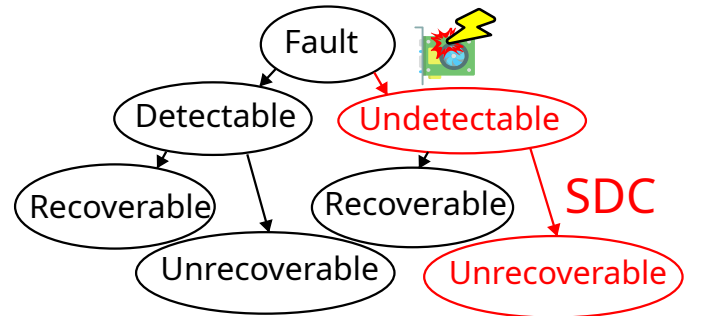 Fault
Detectable
Undetectable
Recoverable
Recoverable
SDC
Unrecoverable
Unrecoverable